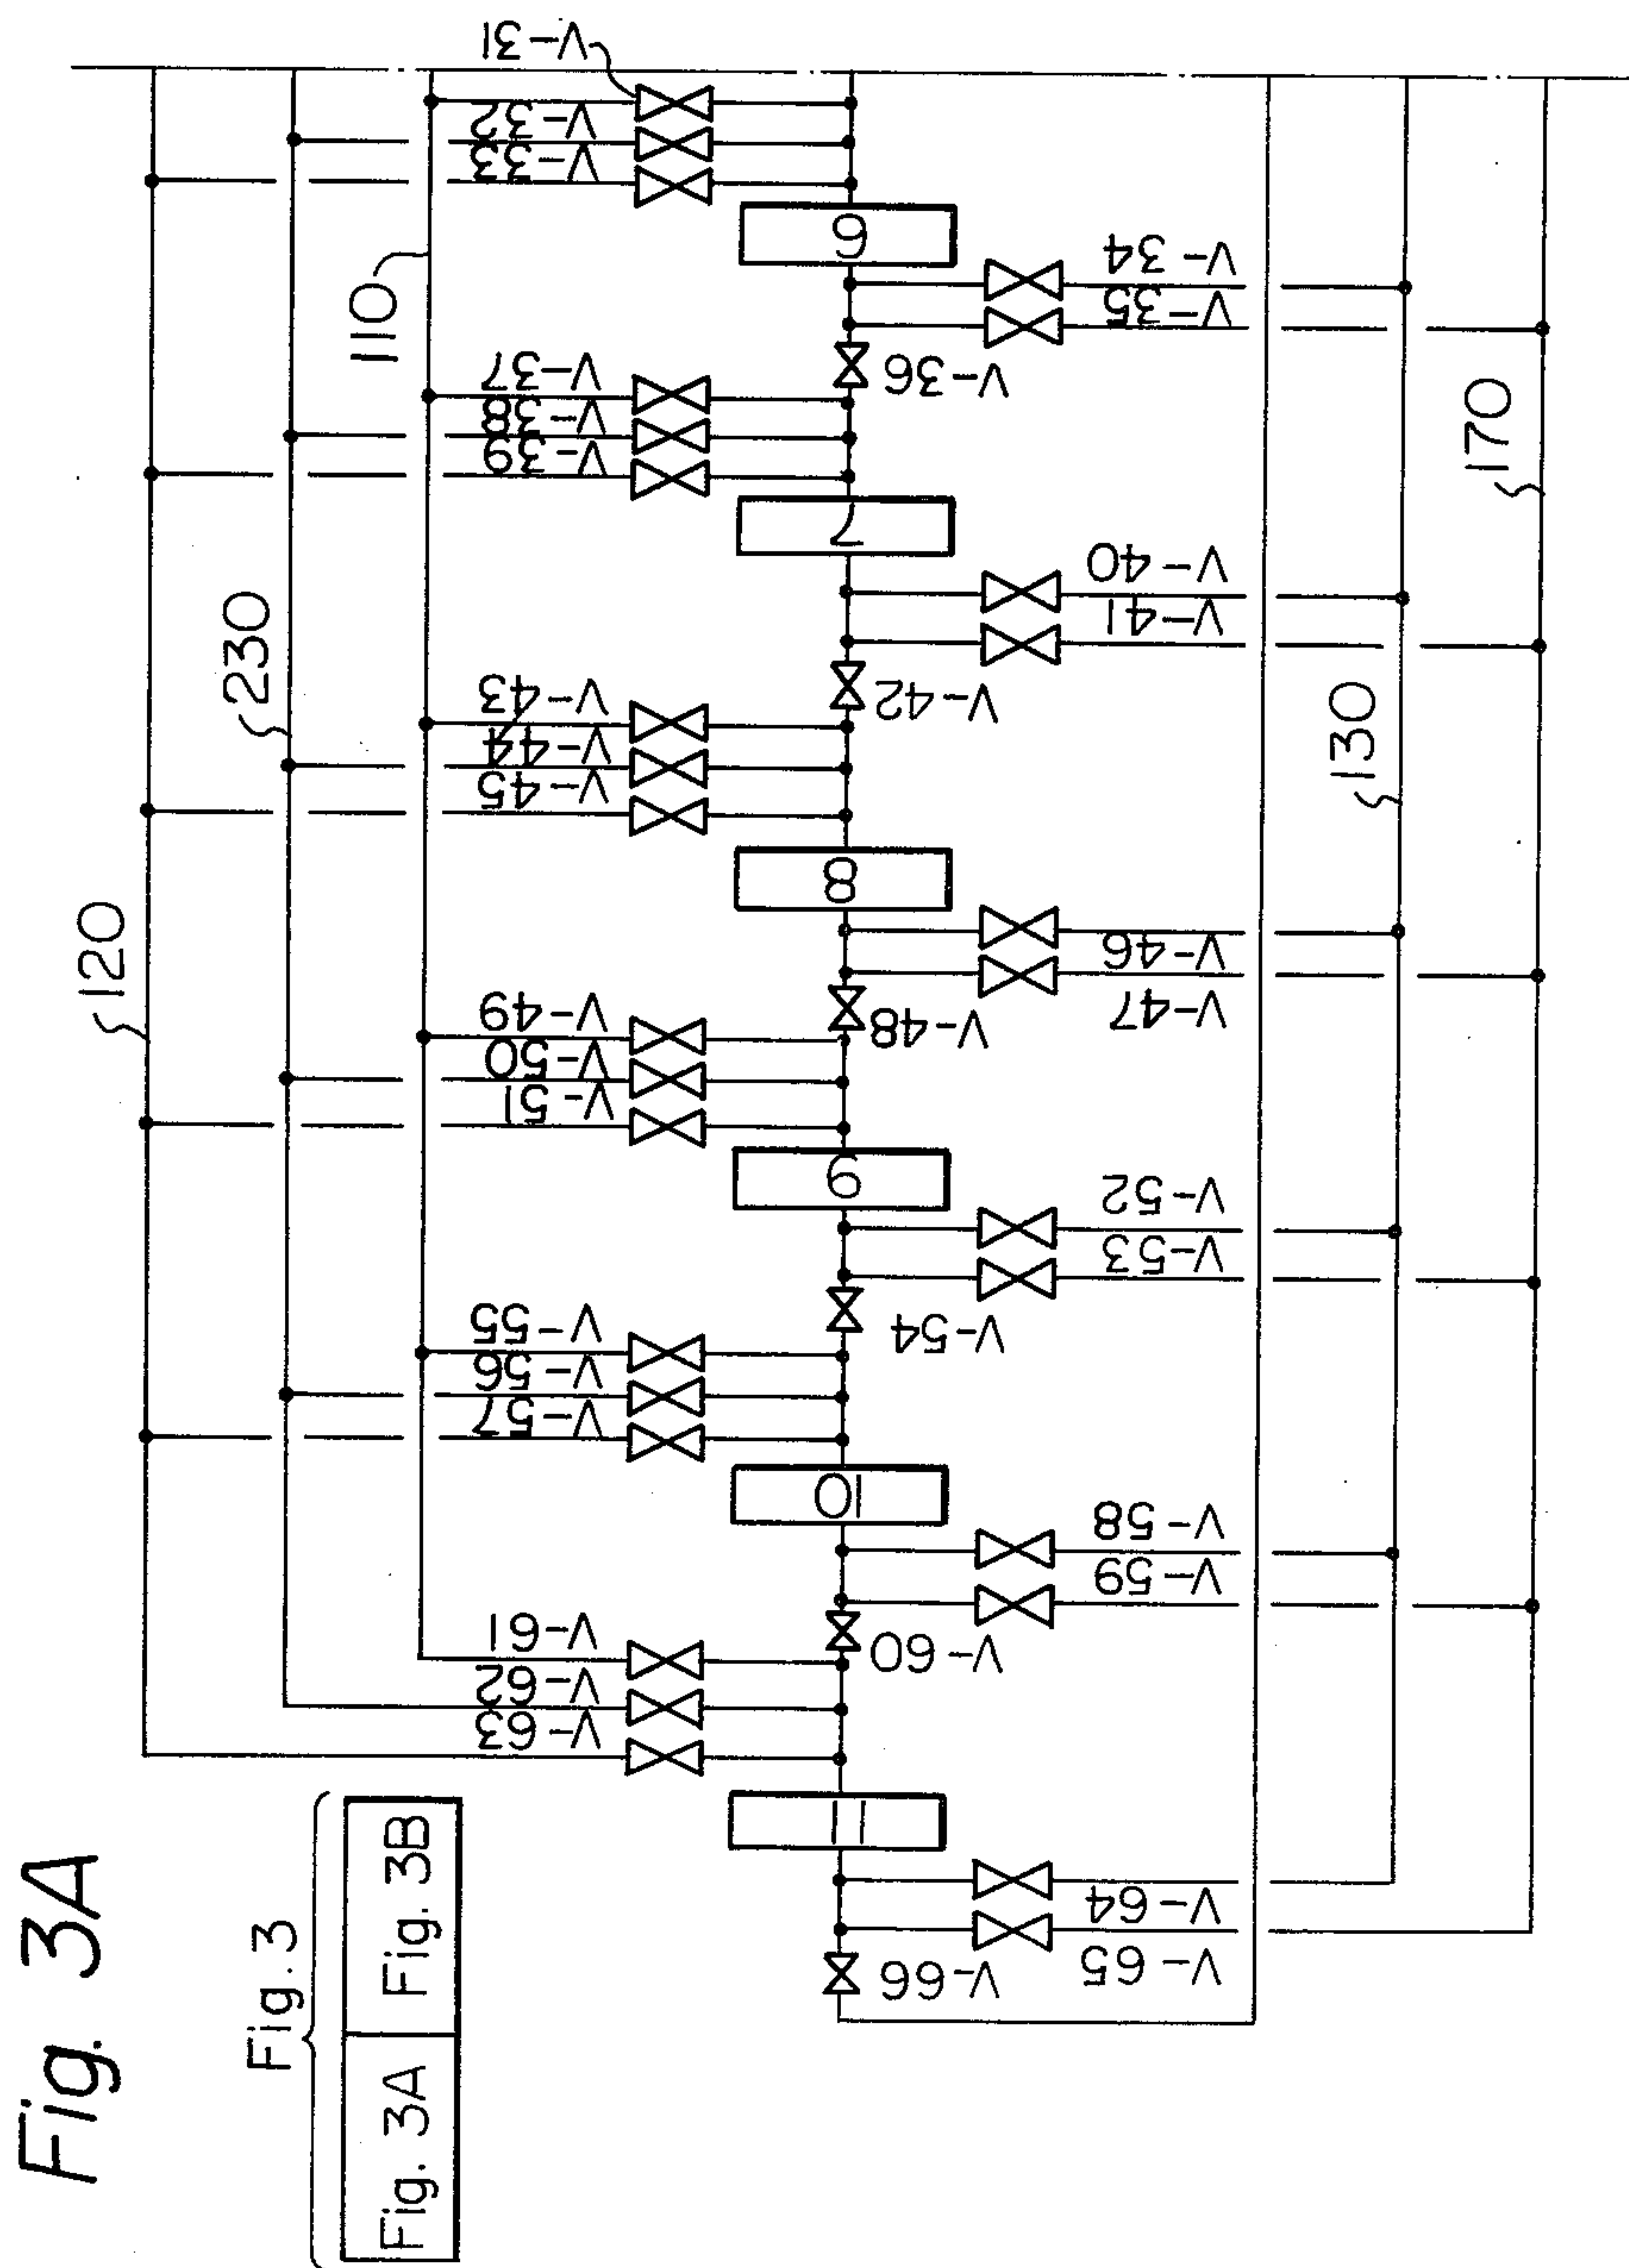 Fig. 3A
Fig. 3
Fig. 3A
Fig. 3B
120
230
110
V-31
V-32
V-33
6
V-34
V-35
V-36
V-37
V-38
V-39
7
V-40
V-41
V-42
V-43
V-44
V-45
8
V-46
V-47
V-48
V-49
V-50
V-51
9
V-52
V-53
V-54
V-55
V-56
V-57
10
V-58
V-59
V-60
V-61
V-62
V-63
11
V-64
V-65
V-66
130
170